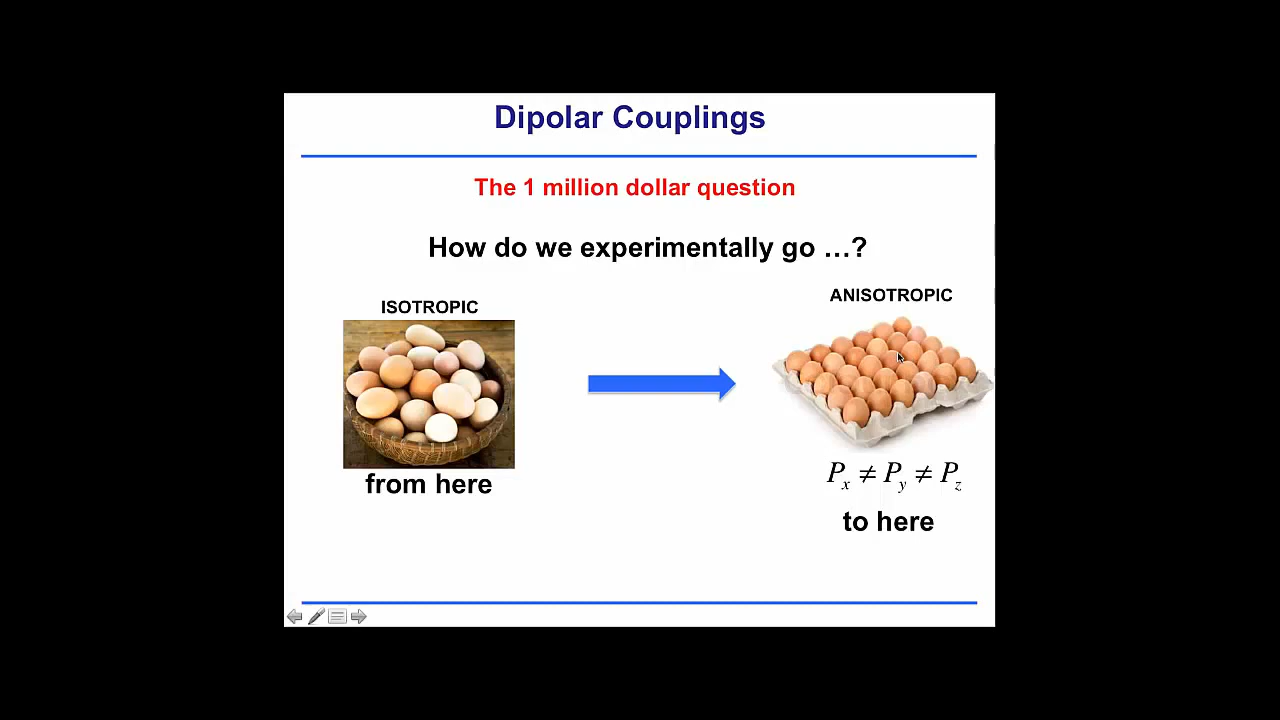 Dipolar Couplings
The 1 million dollar question
How do we experimentally go …?
ISOTROPIC
ANISOTROPIC
from here
Px ≠ Py ≠ Pz
to here